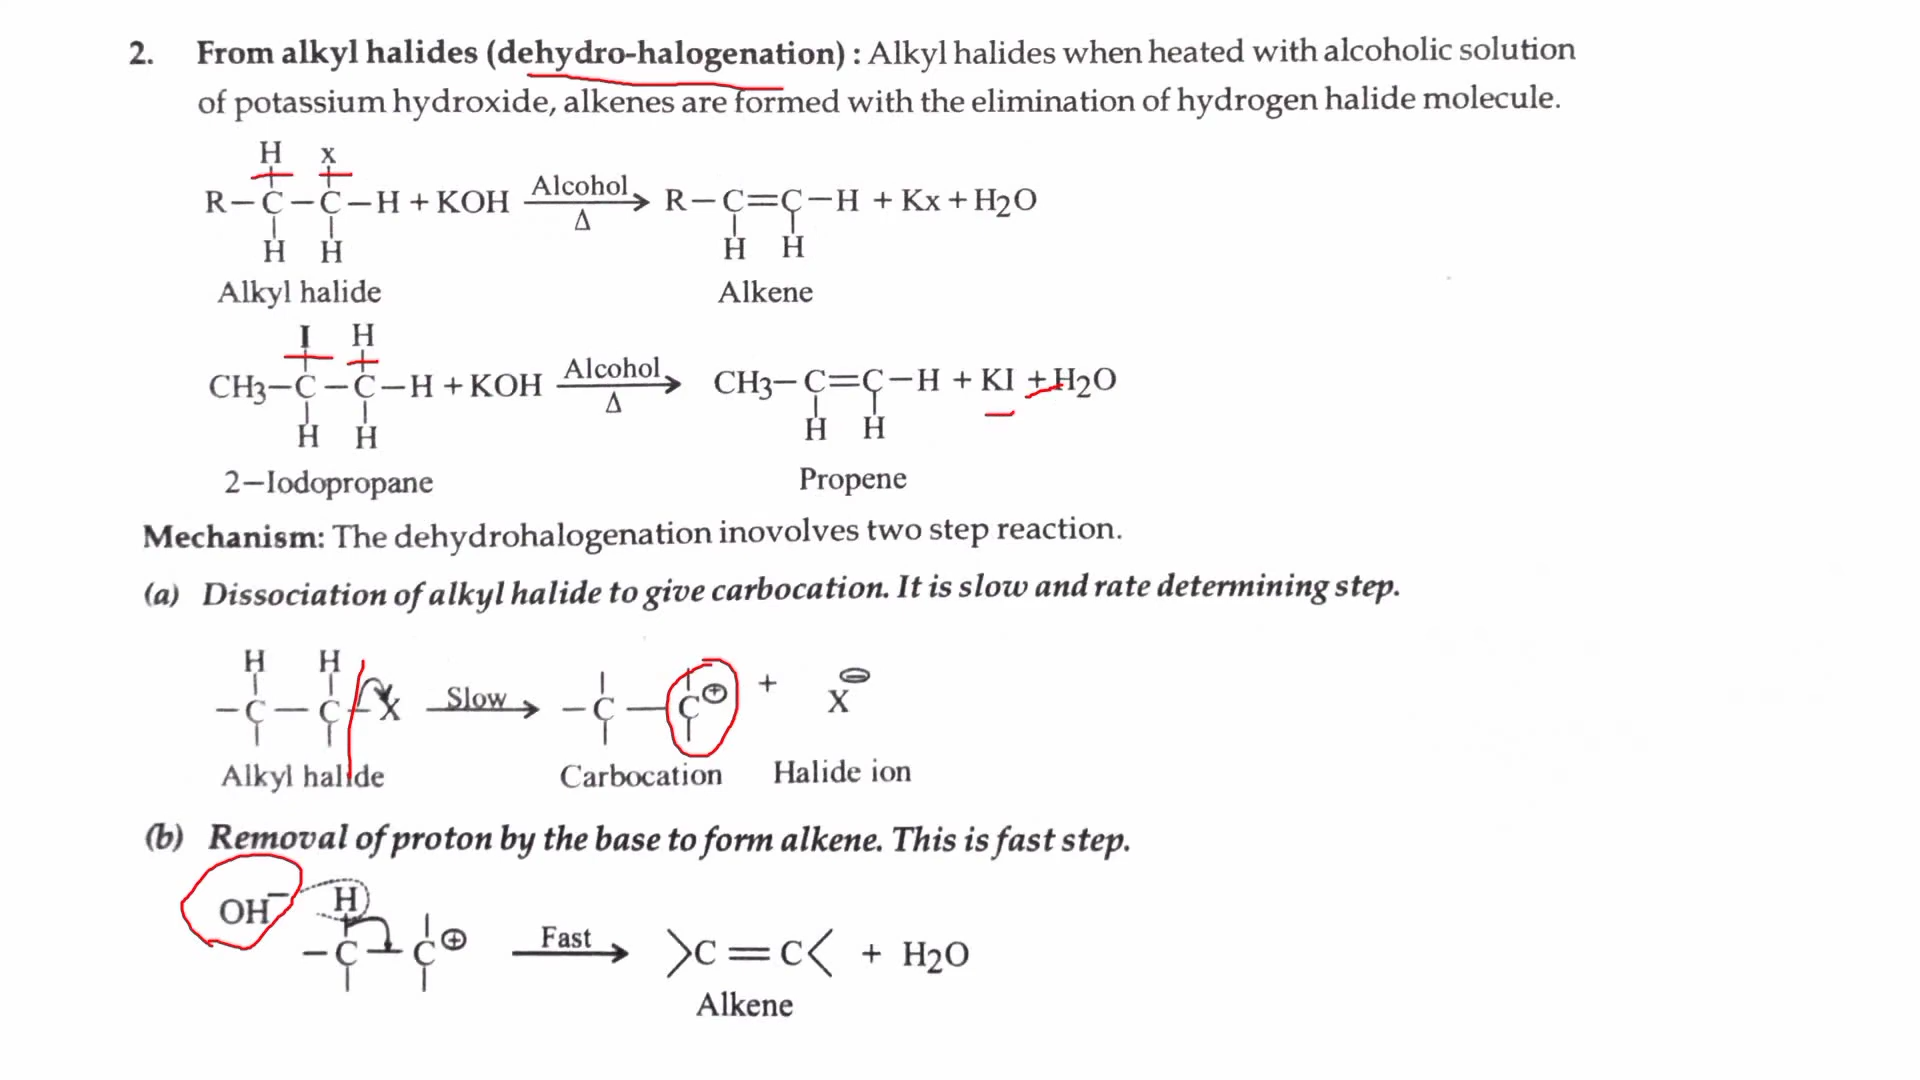 2. From alkyl halides (dehydro-halogenation) : Alkyl halides when heated with alcoholic solution
of potassium hydroxide, alkenes are formed with the elimination of hydrogen halide molecule.
H x
R—C—C—H + KOH Alcohol Δ R—C=C—H + Kx + H2O
H H H H
Alkyl halide Alkene
I H
CH3—C—C—H + KOH Alcohol Δ CH3—C=C—H + KI + H2O
H H H H
2—Iodopropane Propene
Mechanism: The dehydrohalogenation inovolves two step reaction.
(a) Dissociation of alkyl halide to give carbocation. It is slow and rate determining step.
H H
—C—C—X Slow —C—C⊕ + X⊖
Alkyl halide Carbocation Halide ion
(b) Removal of proton by the base to form alkene. This is fast step.
OH− H
—C—C⊕ Fast >C=C< + H2O
Alkene